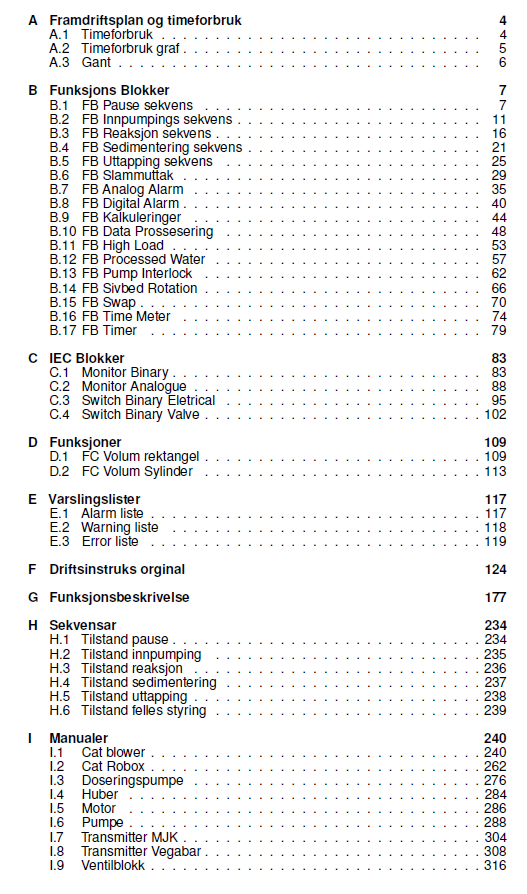 A Framdriftsplan og timeforbruk 4
A.1 Timeforbruk . . . . . . . . . . . . . . . . . . . . . . . . . . . . 4
A.2 Timeforbruk graf . . . . . . . . . . . . . . . . . . . . . . . . . . . . 5
A.3 Gant . . . . . . . . . . . . . . . . . . . . . . . . . . . . 6
B Funksjons Blokker 7
B.1 FB Pause sekvens . . . . . . . . . . . . . . . . . . . . . . . . . . 7
B.2 FB Innpumpings sekvens . . . . . . . . . . . . . . . . . . . . . . . 11
B.3 FB Reaksjon sekvens . . . . . . . . . . . . . . . . . . . . . . . . . 16
B.4 FB Sedimentering sekvens . . . . . . . . . . . . . . . . . . . . . . 21
B.5 FB Uttapping sekvens . . . . . . . . . . . . . . . . . . . . . . . . . 25
B.6 FB Slammuttak . . . . . . . . . . . . . . . . . . . . . . . . . . . . 29
B.7 FB Analog Alarm . . . . . . . . . . . . . . . . . . . . . . . . . . . 35
B.8 FB Digital Alarm . . . . . . . . . . . . . . . . . . . . . . . . . . . . 40
B.9 FB Kalkuleringer . . . . . . . . . . . . . . . . . . . . . . . . . . . 44
B.10 FB Data Prossesering . . . . . . . . . . . . . . . . . . . . . . . . . 48
B.11 FB High Load . . . . . . . . . . . . . . . . . . . . . . . . . . . . . 53
B.12 FB Processed Water . . . . . . . . . . . . . . . . . . . . . . . . . . 57
B.13 FB Pump Interlock . . . . . . . . . . . . . . . . . . . . . . . . . . 62
B.14 FB Sivbed Rotation . . . . . . . . . . . . . . . . . . . . . . . . . . 66
B.15 FB Swap . . . . . . . . . . . . . . . . . . . . . . . . . . . . . . . . 70
B.16 FB Time Meter . . . . . . . . . . . . . . . . . . . . . . . . . . . . . 74
B.17 FB Timer . . . . . . . . . . . . . . . . . . . . . . . . . . . . . . . 79
C IEC Blokker 83
C.1 Monitor Binary . . . . . . . . . . . . . . . . . . . . . . . . . . . . . 83
C.2 Monitor Analogue . . . . . . . . . . . . . . . . . . . . . . . . . . . 88
C.3 Switch Binary Eletrical . . . . . . . . . . . . . . . . . . . . . . . . 95
C.4 Switch Binary Valve . . . . . . . . . . . . . . . . . . . . . . . . . . 102
D Funksjoner 109
D.1 FC Volum rektangel . . . . . . . . . . . . . . . . . . . . . . . . . . 109
D.2 FC Volum Sylinder . . . . . . . . . . . . . . . . . . . . . . . . . . 113
E Varslingslister 117
E.1 Alarm liste . . . . . . . . . . . . . . . . . . . . . . . . . . . . . . . 117
E.2 Warning liste . . . . . . . . . . . . . . . . . . . . . . . . . . . . . 118
E.3 Error liste . . . . . . . . . . . . . . . . . . . . . . . . . . . . . . . 119
F Driftsinstruks orginal 124
G Funksjonsbeskrivelse 177
H Sekvensar 234
H.1 Tilstand pause . . . . . . . . . . . . . . . . . . . . . . . . . . . . . 234
H.2 Tilstand innpumping . . . . . . . . . . . . . . . . . . . . . . . . . 235
H.3 Tilstand reaksjon . . . . . . . . . . . . . . . . . . . . . . . . . . . 236
H.4 Tilstand sedimentering . . . . . . . . . . . . . . . . . . . . . . . . 237
H.5 Tilstand uttapping . . . . . . . . . . . . . . . . . . . . . . . . . . . 238
H.6 Tilstand felles styring . . . . . . . . . . . . . . . . . . . . . . . . . 239
I Manualer 240
I.1 Cat blower . . . . . . . . . . . . . . . . . . . . . . . . . . . . . . . 240
I.2 Cat Robox . . . . . . . . . . . . . . . . . . . . . . . . . . . . . . . 262
I.3 Doseringspumpe . . . . . . . . . . . . . . . . . . . . . . . . . . . 276
I.4 Huber . . . . . . . . . . . . . . . . . . . . . . . . . . . . . . . . . 284
I.5 Motor . . . . . . . . . . . . . . . . . . . . . . . . . . . . . . . . . . 286
I.6 Pumpe . . . . . . . . . . . . . . . . . . . . . . . . . . . . . . . . . 288
I.7 Transmitter MJK . . . . . . . . . . . . . . . . . . . . . . . . . . . . 304
I.8 Transmitter Vegabar . . . . . . . . . . . . . . . . . . . . . . . . . . 308
I.9 Ventilblokk . . . . . . . . . . . . . . . . . . . . . . . . . . . . . . . 316